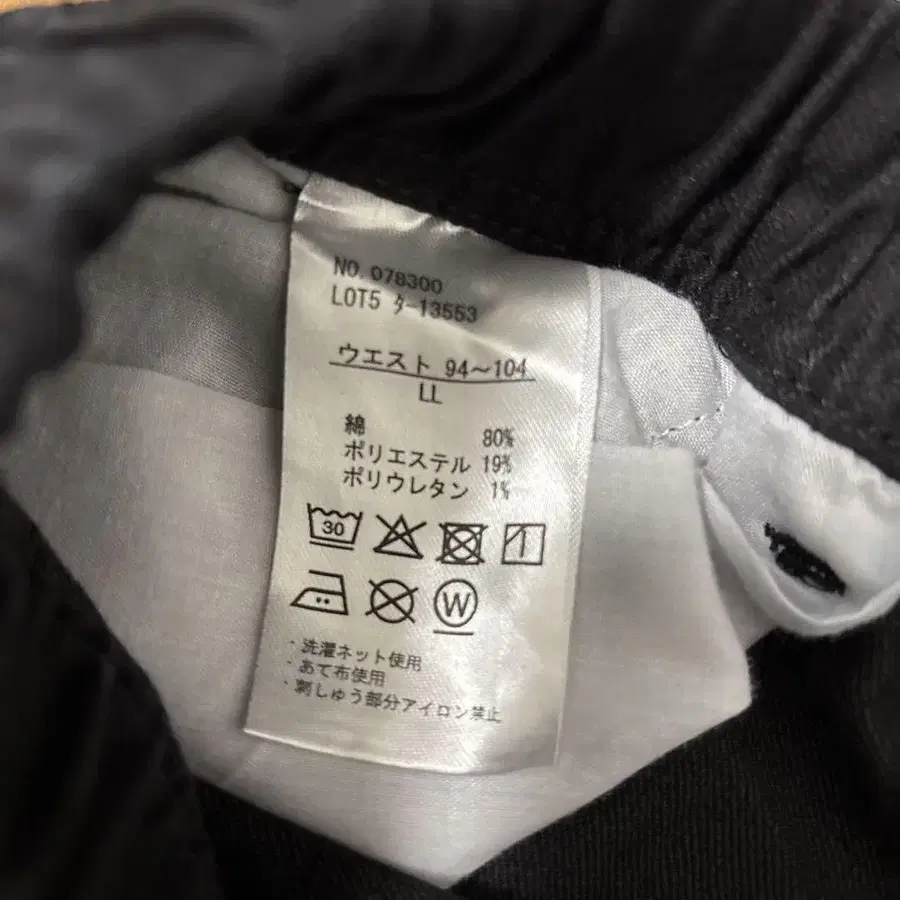 NO. 078300
LOT5 ﾀ-13553
ウエスト 94～104
LL
綿 80%
ポリエステル 19%
ポリウレタン 1%
30
W
・洗濯ネット使用
・あて布使用
・刺しゅう部分アイロン禁止